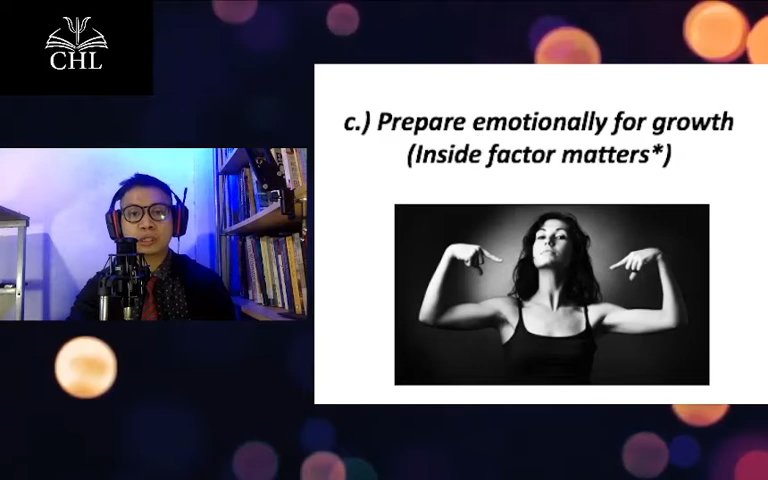 CHL
c.) Prepare emotionally for growth
(Inside factor matters*)